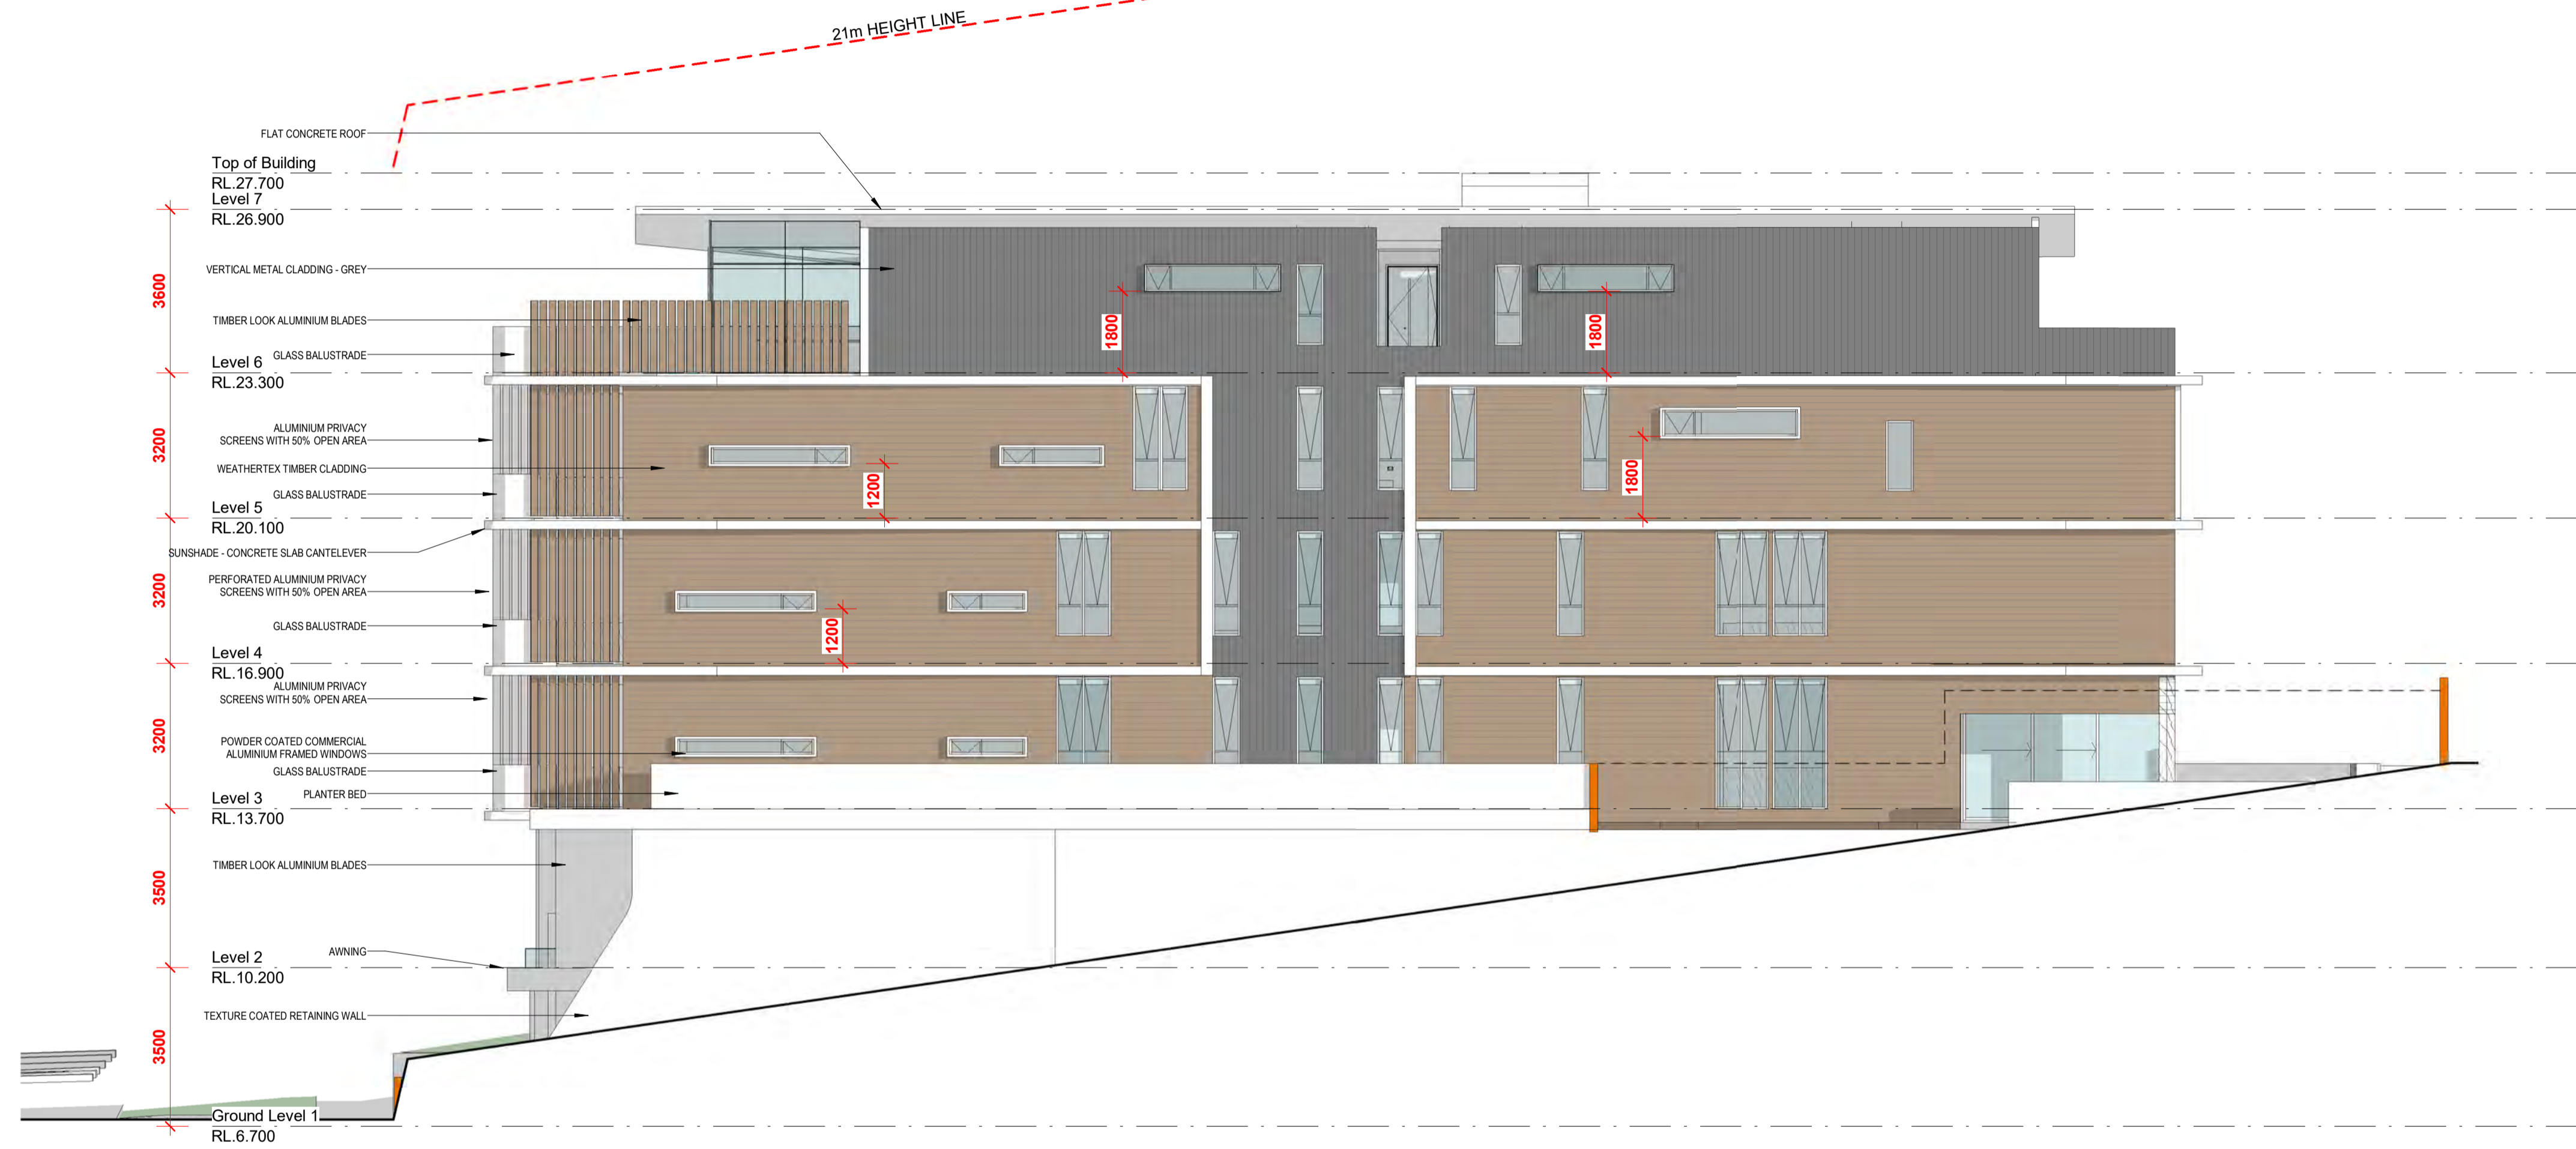 21m HEIGHT LINE
FLAT CONCRETE ROOF
Top of Building
RL.27.700
Level 7
RL.26.900
VERTICAL METAL CLADDING - GREY
3600
TIMBER LOOK ALUMINIUM BLADES
1800
1800
GLASS BALUSTRADE
Level 6
RL.23.300
ALUMINIUM PRIVACY
SCREENS WITH 50% OPEN AREA
3200
WEATHERTEX TIMBER CLADDING
1200
1800
GLASS BALUSTRADE
Level 5
RL.20.100
SUNSHADE - CONCRETE SLAB CANTELEVER
PERFORATED ALUMINIUM PRIVACY
SCREENS WITH 50% OPEN AREA
3200
GLASS BALUSTRADE
1200
Level 4
RL.16.900
ALUMINIUM PRIVACY
SCREENS WITH 50% OPEN AREA
3200
POWDER COATED COMMERCIAL
ALUMINIUM FRAMED WINDOWS
GLASS BALUSTRADE
PLANTER BED
Level 3
RL.13.700
TIMBER LOOK ALUMINIUM BLADES
3500
AWNING
Level 2
RL.10.200
TEXTURE COATED RETAINING WALL
3500
Ground Level 1
RL.6.700